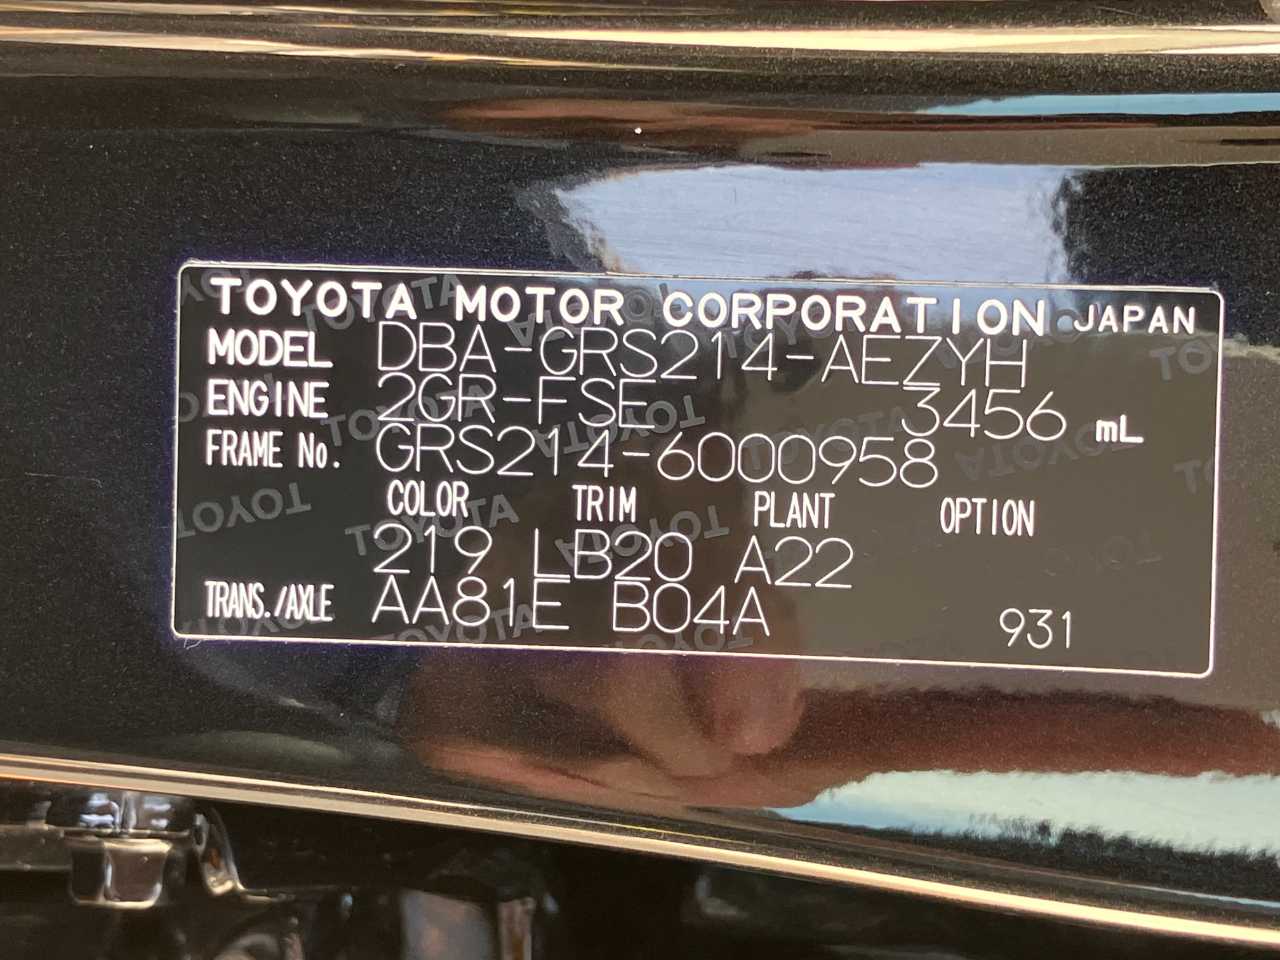 TOYOTA MOTOR CORPORATION JAPAN
MODEL DBA-GRS214-AEZYH
ENGINE 2GR-FSE 3456 mL
FRAME No. GRS214-6000958
COLOR TRIM PLANT OPTION
219 LB20 A22
TRANS./AXLE AA81E B04A 931